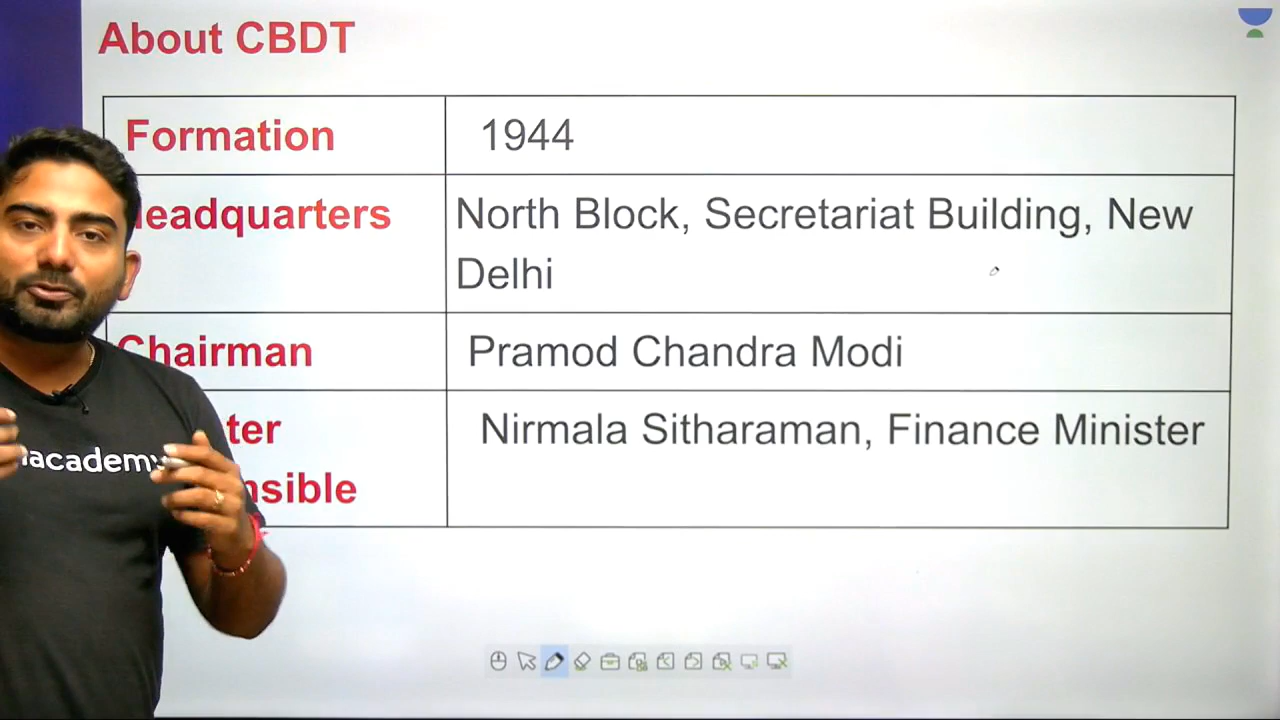 About CBDT
Formation 1944
eadquarters North Block, Secretariat Building, New
Delhi
Chairman Pramod Chandra Modi
ter Nirmala Sitharaman, Finance Minister
nsible
academy